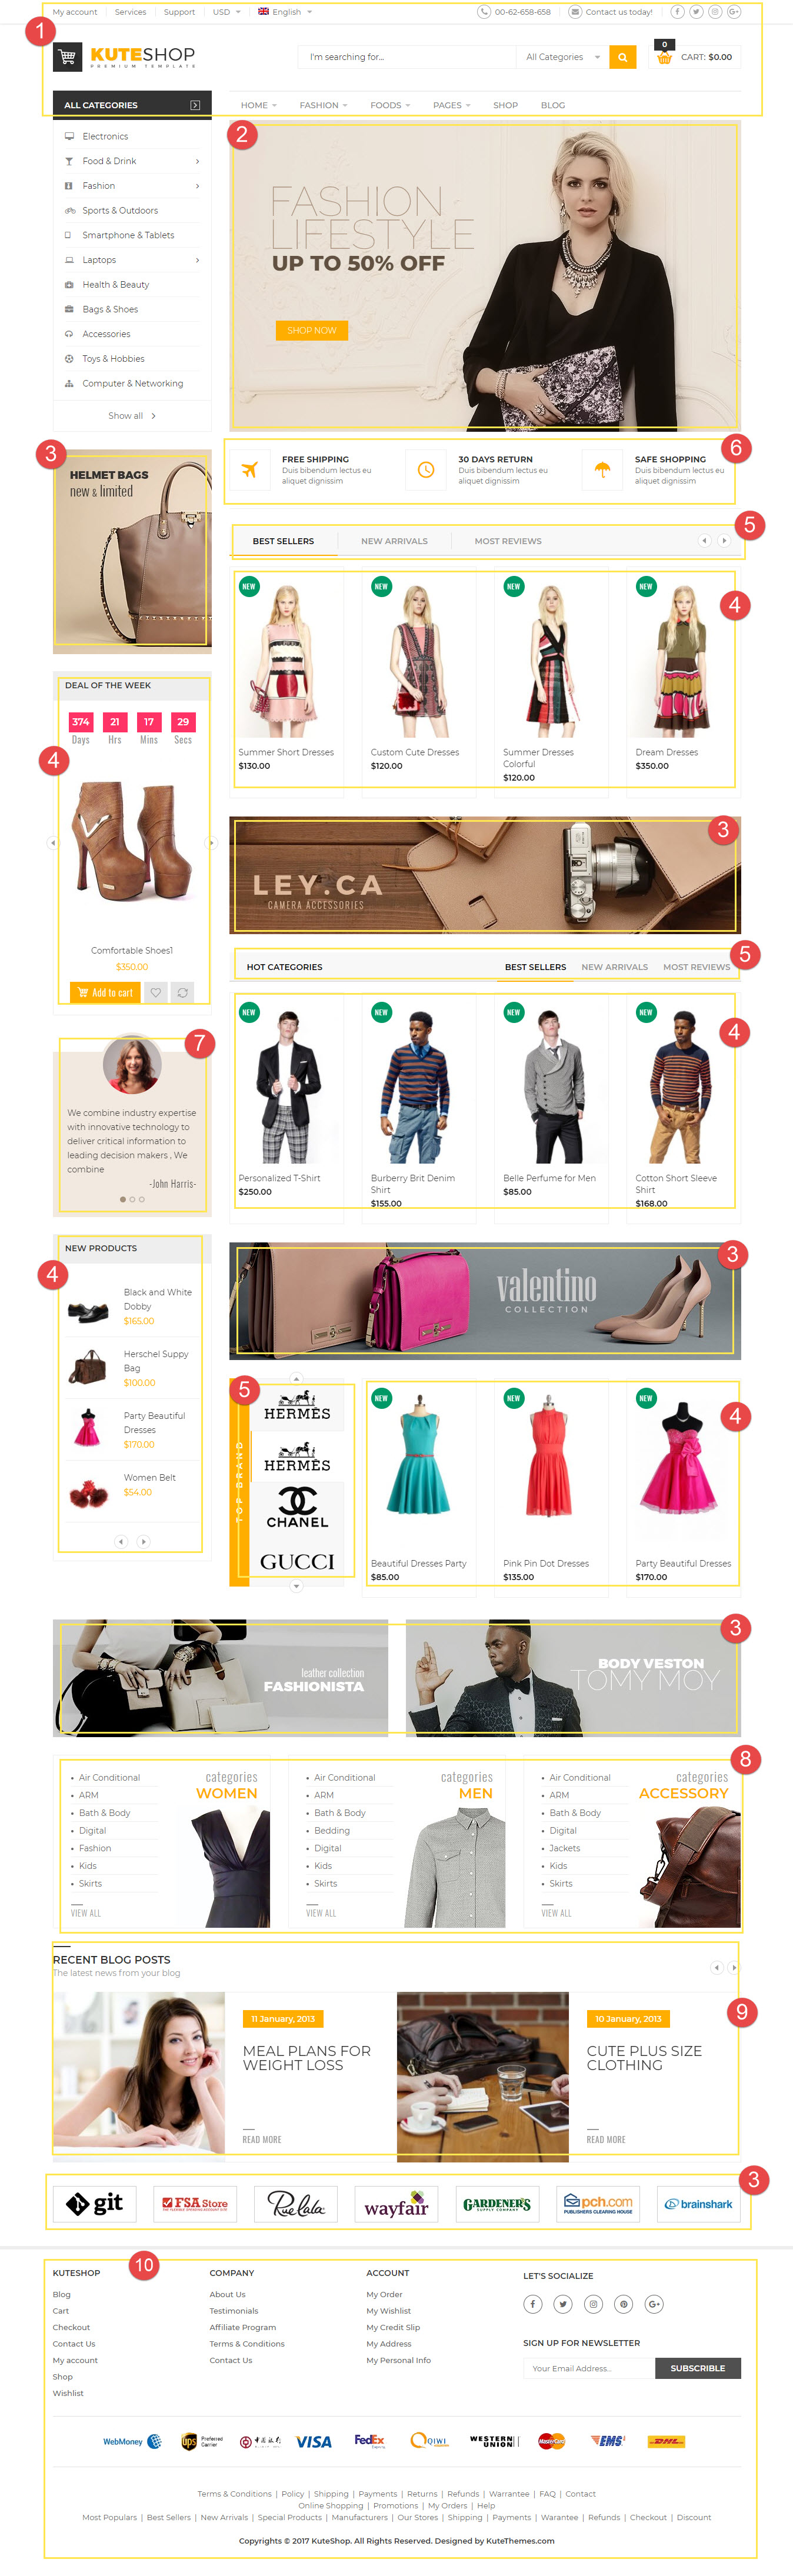 My account Services Support USD English 00-62-658-658 Contact us today!
1
KUTESHOP
PREMIUM TEMPLATE
I'm searching for... All Categories
0
CART: $0.00
ALL CATEGORIES
HOME FASHION FOODS PAGES SHOP BLOG
Electronics
Food & Drink
Fashion
Sports & Outdoors
Smartphone & Tablets
Laptops
Health & Beauty
Bags & Shoes
Accessories
Toys & Hobbies
Computer & Networking
Show all
2
FASHION
LIFESTYLE
UP TO 50% OFF
SHOP NOW
3
HELMET BAGS
new & limited
6
FREE SHIPPING
Duis bibendum lectus eu
aliquet dignissim
30 DAYS RETURN
Duis bibendum lectus eu
aliquet dignissim
SAFE SHOPPING
Duis bibendum lectus eu
aliquet dignissim
5
BEST SELLERS NEW ARRIVALS MOST REVIEWS
4
NEW
Summer Short Dresses
$130.00
NEW
Custom Cute Dresses
$120.00
NEW
Summer Dresses
Colorful
$120.00
NEW
Dream Dresses
$350.00
DEAL OF THE WEEK
374 21 17 29
Days Hrs Mins Secs
4
Comfortable Shoes1
$350.00
Add to cart
3
LEY.CA
CAMERA ACCESSORIES
5
HOT CATEGORIES BEST SELLERS NEW ARRIVALS MOST REVIEWS
4
NEW
Personalized T-Shirt
$250.00
NEW
Burberry Brit Denim
Shirt
$155.00
NEW
Belle Perfume for Men
$85.00
NEW
Cotton Short Sleeve
Shirt
$168.00
7
We combine industry expertise
with innovative technology to
deliver critical information to
leading decision makers , We
combine
-John Harris-
NEW PRODUCTS
4
Black and White
Dobby
$165.00
Herschel Suppy
Bag
$100.00
Party Beautiful
Dresses
$170.00
Women Belt
$54.00
3
valentino
COLLECTION
5
TOP BRAND
HERMÈS
HERMÈS
CHANEL
GUCCI
4
NEW
Beautiful Dresses Party
$85.00
NEW
Pink Pin Dot Dresses
$135.00
NEW
Party Beautiful Dresses
$170.00
3
leather collection
FASHIONISTA
BODY VESTON
TOMY MOY
8
categories
WOMEN
Air Conditional
ARM
Bath & Body
Digital
Fashion
Kids
Skirts
VIEW ALL
categories
MEN
Air Conditional
ARM
Bath & Body
Bedding
Digital
Kids
Skirts
VIEW ALL
categories
ACCESSORY
Air Conditional
ARM
Bath & Body
Digital
Jackets
Kids
Skirts
VIEW ALL
RECENT BLOG POSTS
The latest news from your blog
9
11 January, 2013
MEAL PLANS FOR
WEIGHT LOSS
READ MORE
10 January, 2013
CUTE PLUS SIZE
CLOTHING
READ MORE
3
git
FSA Store
Rue lala
wayfair
GARDENER'S
SUPPLY COMPANY
pch.com
PUBLISHERS CLEARING HOUSE
brainshark
10
KUTESHOP
Blog
Cart
Checkout
Contact Us
My account
Shop
Wishlist
COMPANY
About Us
Testimonials
Affiliate Program
Terms & Conditions
Contact Us
ACCOUNT
My Order
My Wishlist
My Credit Slip
My Address
My Personal Info
LET'S SOCIALIZE
SIGN UP FOR NEWSLETTER
Your Email Address... SUBSCRIBLE
WebMoney ups Preferred Carrier VISA FedEx QIWI WESTERN UNION MasterCard EMS DHL
Terms & Conditions | Policy | Shipping | Payments | Returns | Refunds | Warrantee | FAQ | Contact
Online Shopping | Promotions | My Orders | Help
Most Populars | Best Sellers | New Arrivals | Special Products | Manufacturers | Our Stores | Shipping | Payments | Warantee | Refunds | Checkout | Discount
Copyrights © 2017 KuteShop. All Rights Reserved. Designed by KuteThemes.com